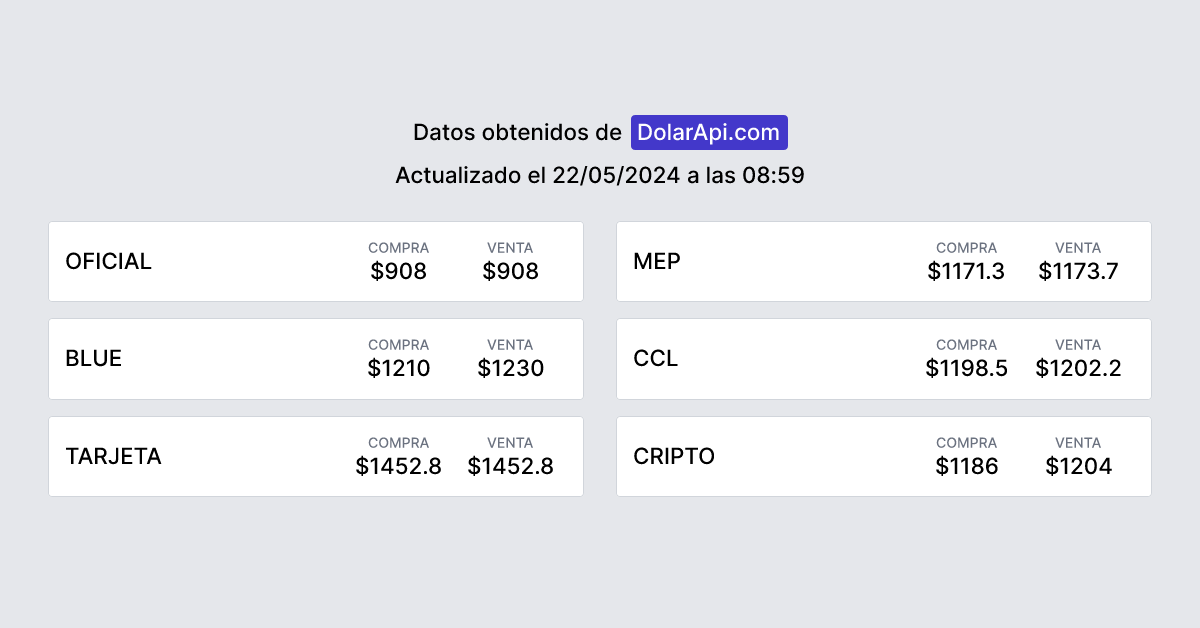 Datos obtenidos de DolarApi.com
Actualizado el 22/05/2024 a las 08:59
OFICIAL
COMPRA VENTA
$908 $908
MEP
COMPRA VENTA
$1171.3 $1173.7
BLUE
COMPRA VENTA
$1210 $1230
CCL
COMPRA VENTA
$1198.5 $1202.2
TARJETA
COMPRA VENTA
$1452.8 $1452.8
CRIPTO
COMPRA VENTA
$1186 $1204